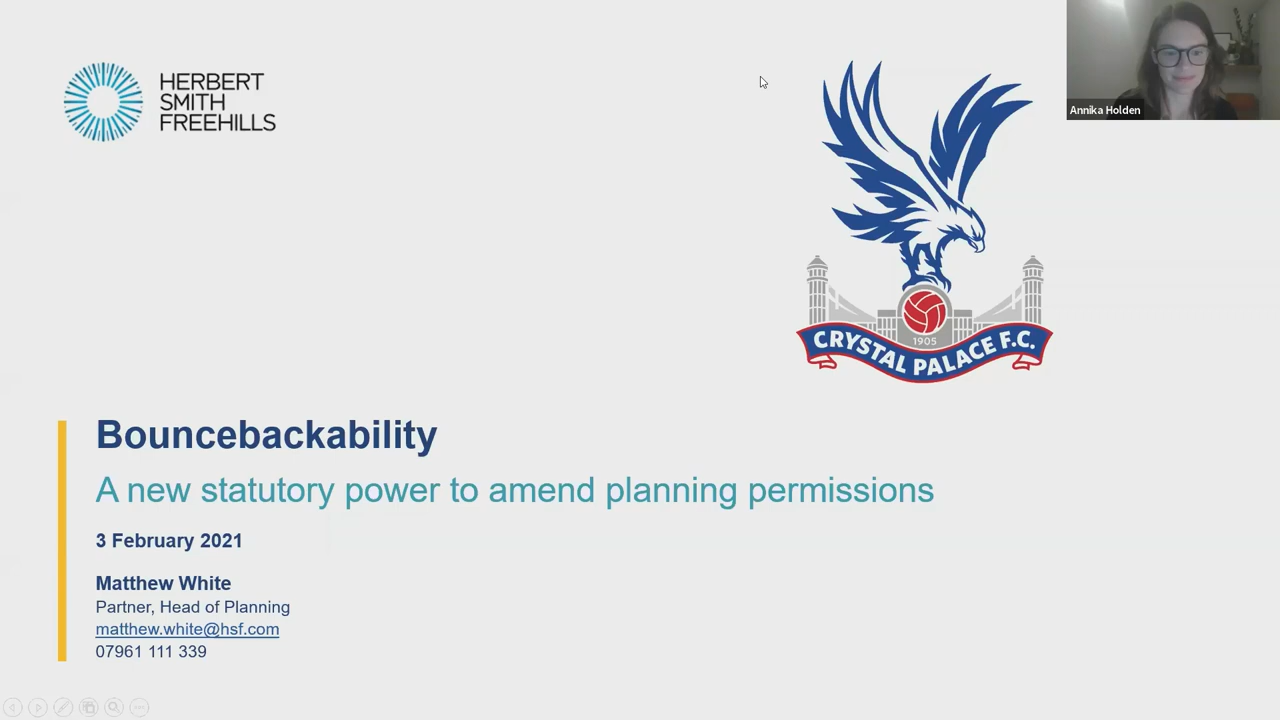 HERBERT
SMITH
FREEHILLS
Annika Holden
1905
CRYSTAL PALACE F.C.
Bouncebackability
A new statutory power to amend planning permissions
3 February 2021
Matthew White
Partner, Head of Planning
matthew.white@hsf.com
07961 111 339